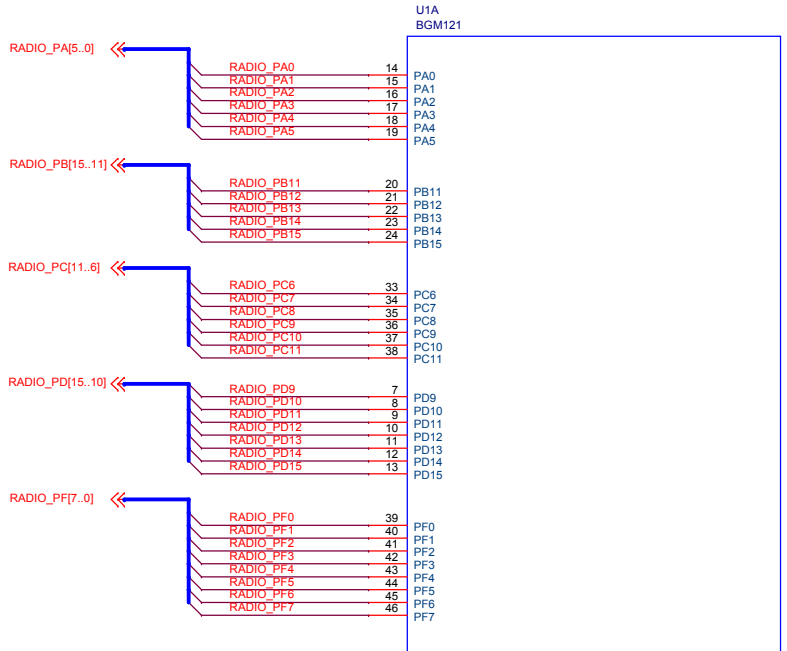 U1A
BGM121
RADIO_PA[5..0]
RADIO_PA0 14 PA0
RADIO_PA1 15 PA1
RADIO_PA2 16 PA2
RADIO_PA3 17 PA3
RADIO_PA4 18 PA4
RADIO_PA5 19 PA5
RADIO_PB[15..11]
RADIO_PB11 20 PB11
RADIO_PB12 21 PB12
RADIO_PB13 22 PB13
RADIO_PB14 23 PB14
RADIO_PB15 24 PB15
RADIO_PC[11..6]
RADIO_PC6 33 PC6
RADIO_PC7 34 PC7
RADIO_PC8 35 PC8
RADIO_PC9 36 PC9
RADIO_PC10 37 PC10
RADIO_PC11 38 PC11
RADIO_PD[15..10]
RADIO_PD9 7 PD9
RADIO_PD10 8 PD10
RADIO_PD11 9 PD11
RADIO_PD12 10 PD12
RADIO_PD13 11 PD13
RADIO_PD14 12 PD14
RADIO_PD15 13 PD15
RADIO_PF[7..0]
RADIO_PF0 39 PF0
RADIO_PF1 40 PF1
RADIO_PF2 41 PF2
RADIO_PF3 42 PF3
RADIO_PF4 43 PF4
RADIO_PF5 44 PF5
RADIO_PF6 45 PF6
RADIO_PF7 46 PF7